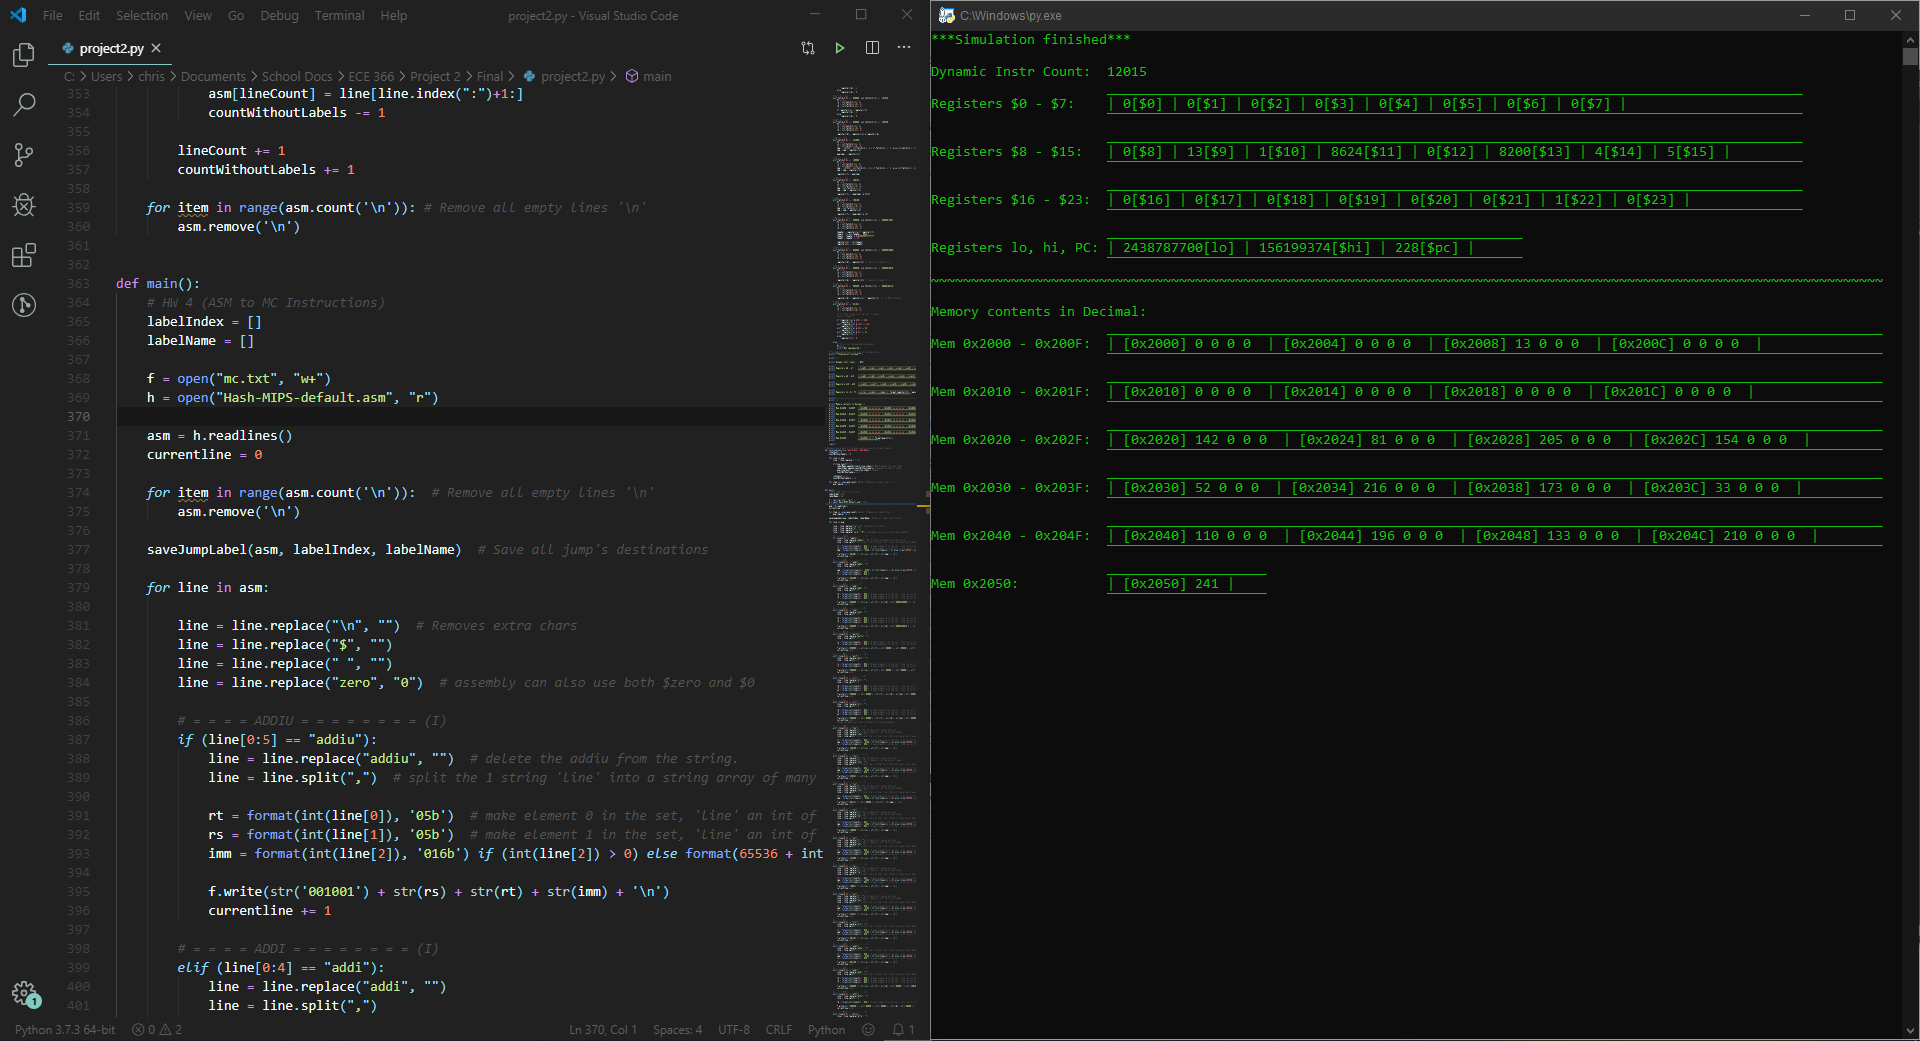 File Edit Selection View Go Debug Terminal Help project2.py - Visual Studio Code
project2.py
C: > Users > chris > Documents > School Docs > ECE 366 > Project 2 > Final > project2.py > main
353 asm[lineCount] = line[line.index(":")+1:]
354 countWithoutLabels -= 1
355
356 lineCount += 1
357 countWithoutLabels += 1
358
359 for item in range(asm.count('\n')): # Remove all empty lines '\n'
360 asm.remove('\n')
361
362
363 def main():
364 # HW 4 (ASM to MC Instructions)
365 labelIndex = []
366 labelName = []
367
368 f = open("mc.txt", "w+")
369 h = open("Hash-MIPS-default.asm", "r")
370
371 asm = h.readlines()
372 currentline = 0
373
374 for item in range(asm.count('\n')): # Remove all empty lines '\n'
375 asm.remove('\n')
376
377 saveJumpLabel(asm, labelIndex, labelName) # Save all jump's destinations
378
379 for line in asm:
380
381 line = line.replace("\n", "") # Removes extra chars
382 line = line.replace("$", "")
383 line = line.replace(" ", "")
384 line = line.replace("zero", "0") # assembly can also use both $zero and $0
385
386 # = = = = ADDIU = = = = = = = = (I)
387 if (line[0:5] == "addiu"):
388 line = line.replace("addiu", "") # delete the addiu from the string.
389 line = line.split(",") # split the 1 string 'line' into a string array of many
390
391 rt = format(int(line[0]), '05b') # make element 0 in the set, 'line' an int of
392 rs = format(int(line[1]), '05b') # make element 1 in the set, 'line' an int of
393 imm = format(int(line[2]), '016b') if (int(line[2]) > 0) else format(65536 + int
394
395 f.write(str('001001') + str(rs) + str(rt) + str(imm) + '\n')
396 currentline += 1
397
398 # = = = = ADDI = = = = = = = = (I)
399 elif (line[0:4] == "addi"):
400 line = line.replace("addi", "")
401 line = line.split(",")
1
Python 3.7.3 64-bit 0 2 Ln 370, Col 1 Spaces: 4 UTF-8 CRLF Python 1
C:\Windows\py.exe
***Simulation finished***
Dynamic Instr Count: 12015
Registers $0 - $7: | 0[$0] | 0[$1] | 0[$2] | 0[$3] | 0[$4] | 0[$5] | 0[$6] | 0[$7] |
Registers $8 - $15: | 0[$8] | 13[$9] | 1[$10] | 8624[$11] | 0[$12] | 8200[$13] | 4[$14] | 5[$15] |
Registers $16 - $23: | 0[$16] | 0[$17] | 0[$18] | 0[$19] | 0[$20] | 0[$21] | 1[$22] | 0[$23] |
Registers lo, hi, PC: | 2438787700[lo] | 156199374[$hi] | 228[$pc] |
Memory contents in Decimal:
Mem 0x2000 - 0x200F: | [0x2000] 0 0 0 0 | [0x2004] 0 0 0 0 | [0x2008] 13 0 0 0 | [0x200C] 0 0 0 0 |
Mem 0x2010 - 0x201F: | [0x2010] 0 0 0 0 | [0x2014] 0 0 0 0 | [0x2018] 0 0 0 0 | [0x201C] 0 0 0 0 |
Mem 0x2020 - 0x202F: | [0x2020] 142 0 0 0 | [0x2024] 81 0 0 0 | [0x2028] 205 0 0 0 | [0x202C] 154 0 0 0 |
Mem 0x2030 - 0x203F: | [0x2030] 52 0 0 0 | [0x2034] 216 0 0 0 | [0x2038] 173 0 0 0 | [0x203C] 33 0 0 0 |
Mem 0x2040 - 0x204F: | [0x2040] 110 0 0 0 | [0x2044] 196 0 0 0 | [0x2048] 133 0 0 0 | [0x204C] 210 0 0 0 |
Mem 0x2050: | [0x2050] 241 |